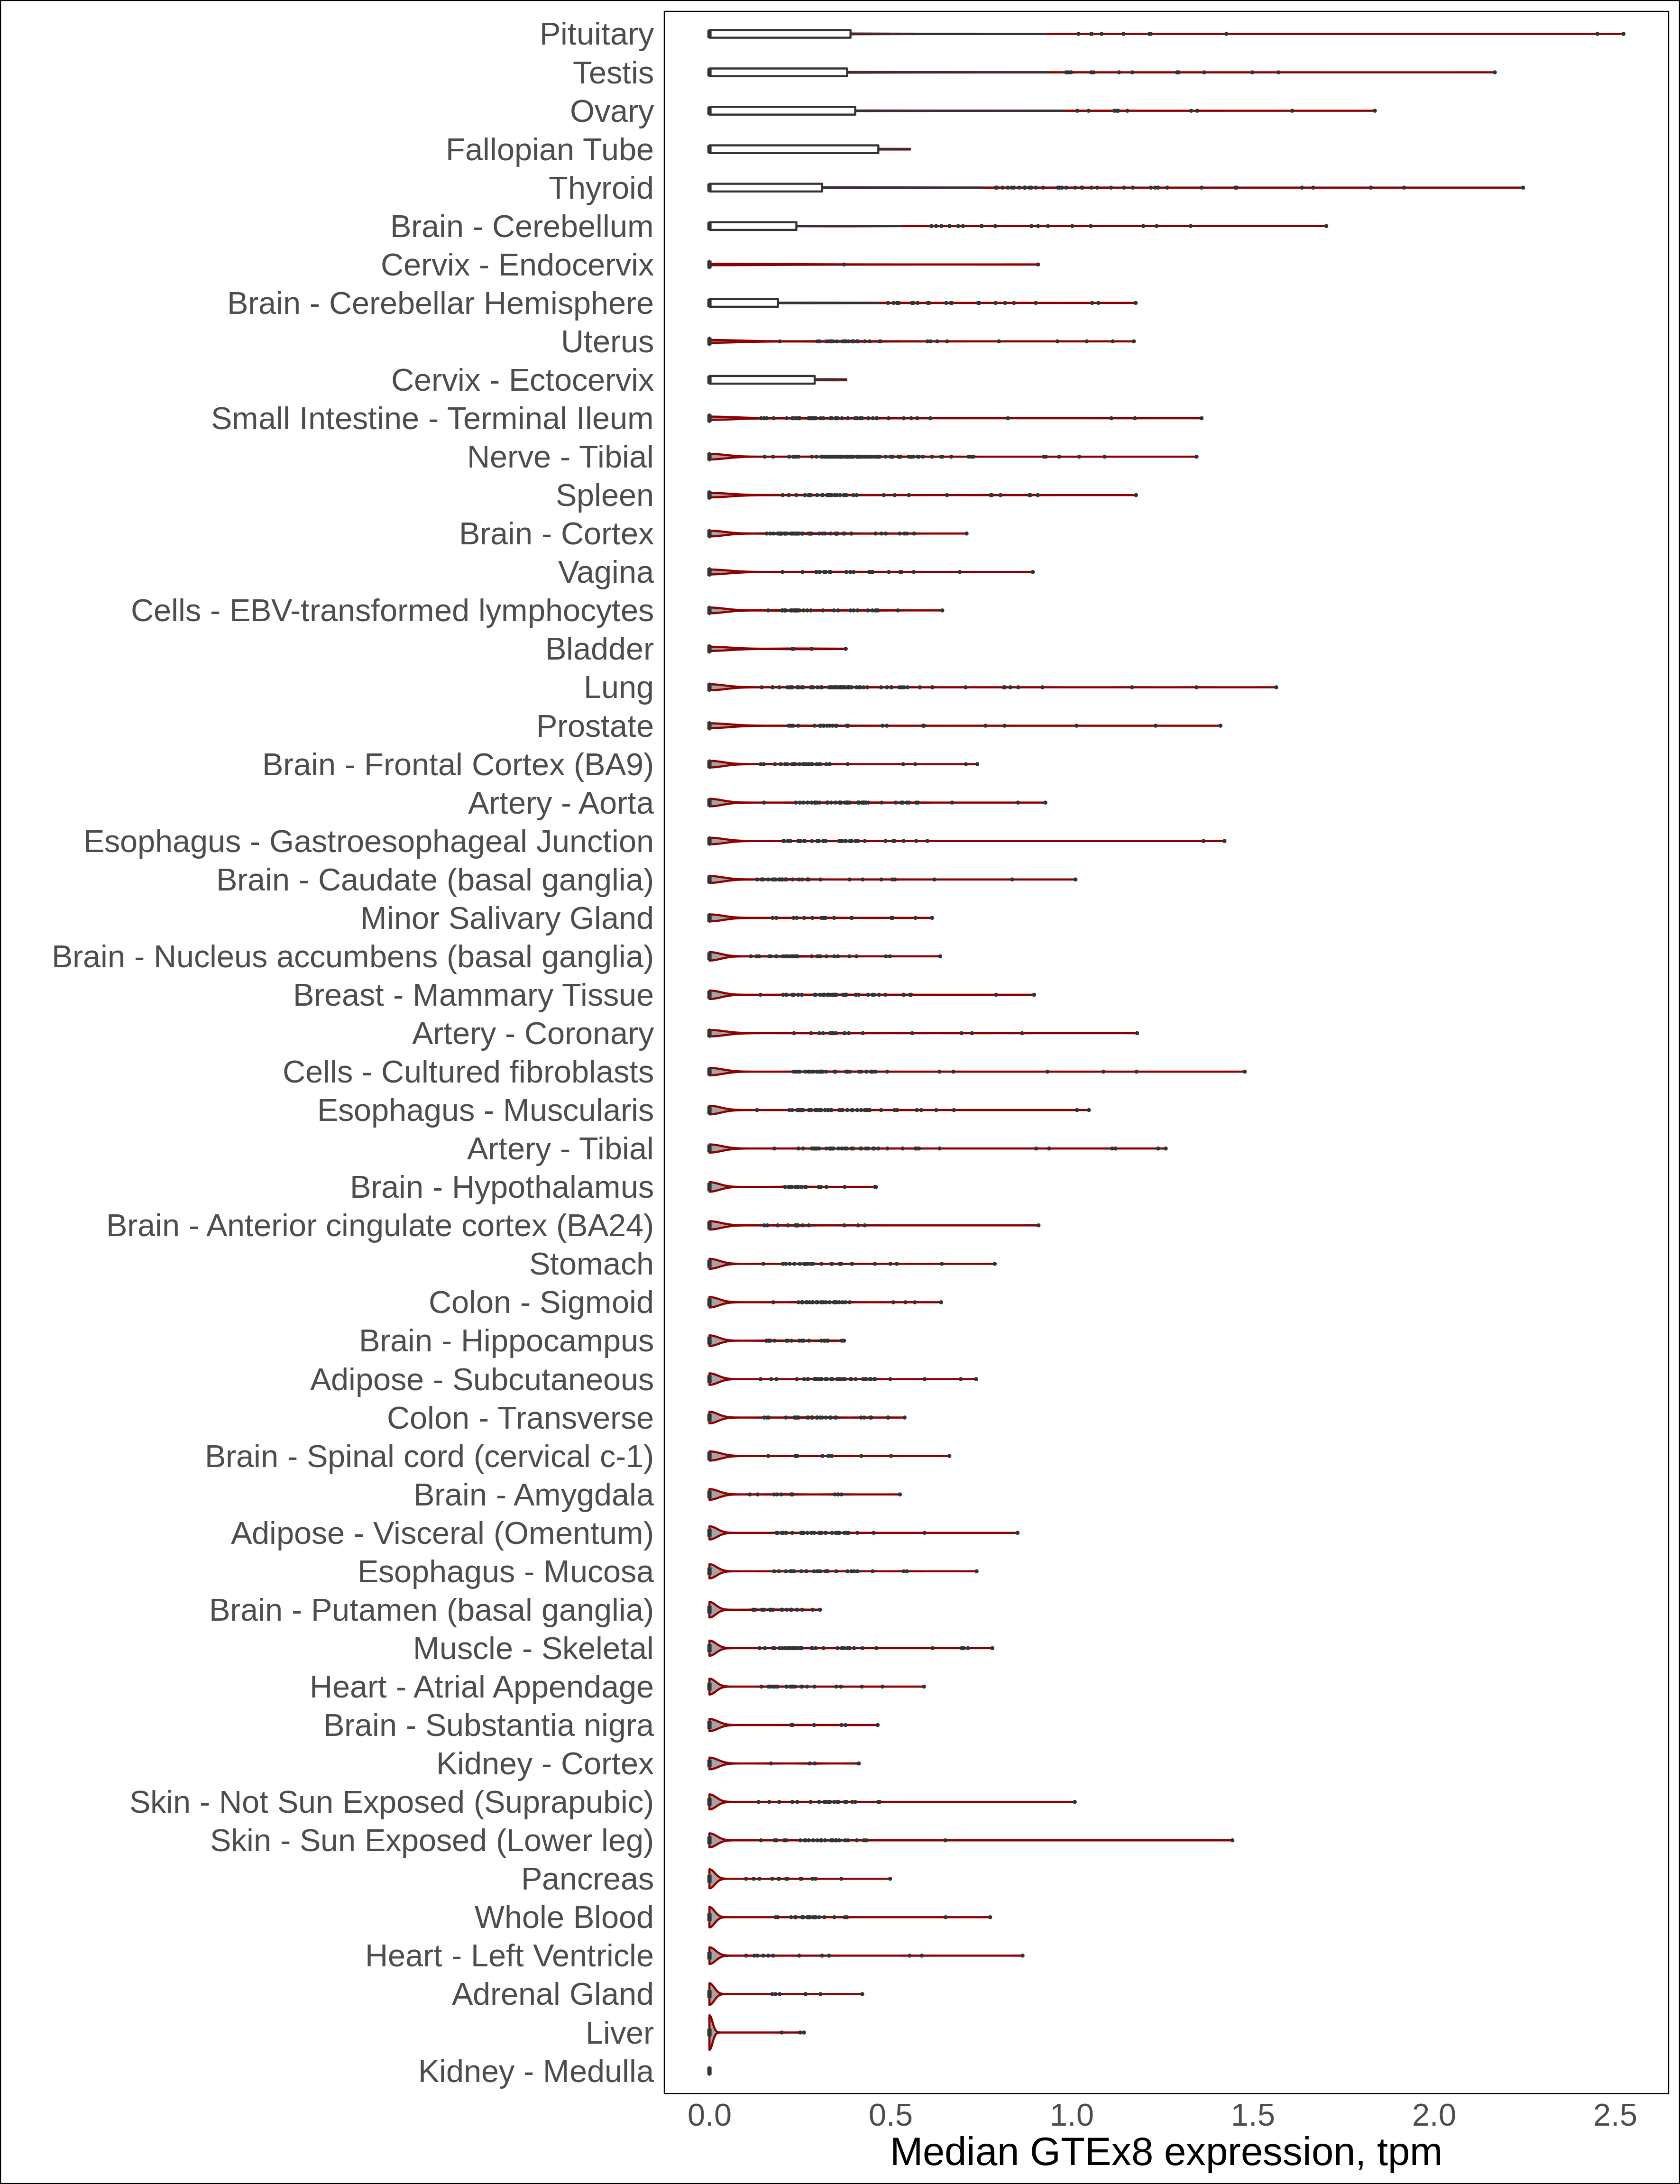 Pituitary
Testis
Ovary
Fallopian Tube
Thyroid
Brain - Cerebellum
Cervix - Endocervix
Brain - Cerebellar Hemisphere
Uterus
Cervix - Ectocervix
Small Intestine - Terminal Ileum
Nerve - Tibial
Spleen
Brain - Cortex
Vagina
Cells - EBV-transformed lymphocytes
Bladder
Lung
Prostate
Brain - Frontal Cortex (BA9)
Artery - Aorta
Esophagus - Gastroesophageal Junction
Brain - Caudate (basal ganglia)
Minor Salivary Gland
Brain - Nucleus accumbens (basal ganglia)
Breast - Mammary Tissue
Artery - Coronary
Cells - Cultured fibroblasts
Esophagus - Muscularis
Artery - Tibial
Brain - Hypothalamus
Brain - Anterior cingulate cortex (BA24)
Stomach
Colon - Sigmoid
Brain - Hippocampus
Adipose - Subcutaneous
Colon - Transverse
Brain - Spinal cord (cervical c-1)
Brain - Amygdala
Adipose - Visceral (Omentum)
Esophagus - Mucosa
Brain - Putamen (basal ganglia)
Muscle - Skeletal
Heart - Atrial Appendage
Brain - Substantia nigra
Kidney - Cortex
Skin - Not Sun Exposed (Suprapubic)
Skin - Sun Exposed (Lower leg)
Pancreas
Whole Blood
Heart - Left Ventricle
Adrenal Gland
Liver
Kidney - Medulla
0.0 0.5 1.0 1.5 2.0 2.5
Median GTEx8 expression, tpm